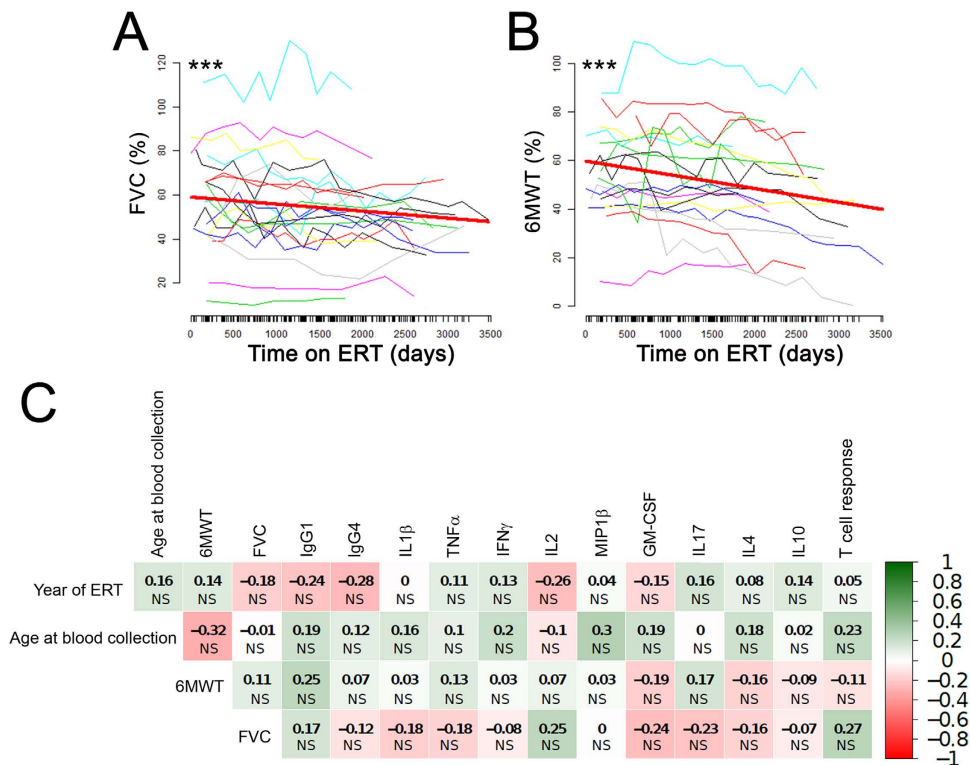 A
B
***
***
120
100
80
60
40
20
FVC (%)
0
500
1000
1500
2000
2500
3000
3500
Time on ERT (days)
100
80
60
40
20
0
6MWT (%)
0
500
1000
1500
2000
2500
3000
3500
Time on ERT (days)
C
Age at blood collection
6MWT
FVC
IgG1
IgG4
IL1β
TNFα
IFNγ
IL2
MIP1β
GM-CSF
IL17
IL4
IL10
T cell response
Year of ERT
0.16 0.14 −0.18 −0.24 −0.28 0 0.11 0.13 −0.26 0.04 −0.15 0.16 0.08 0.14 0.05
NS NS NS NS NS NS NS NS NS NS NS NS NS NS NS
Age at blood collection
−0.32 −0.01 0.19 0.12 0.16 0.1 0.2 −0.1 0.3 0.19 0 0.18 0.02 0.23
NS NS NS NS NS NS NS NS NS NS NS NS NS NS
6MWT
0.11 0.25 0.07 0.03 0.13 0.03 0.07 0.03 −0.19 0.17 −0.16 −0.09 −0.11
NS NS NS NS NS NS NS NS NS NS NS NS NS
FVC
0.17 −0.12 −0.18 −0.18 −0.08 0.25 0 −0.24 −0.23 −0.16 −0.07 0.27
NS NS NS NS NS NS NS NS NS NS NS NS
1
0.8
0.6
0.4
0.2
0
−0.2
−0.4
−0.6
−0.8
−1